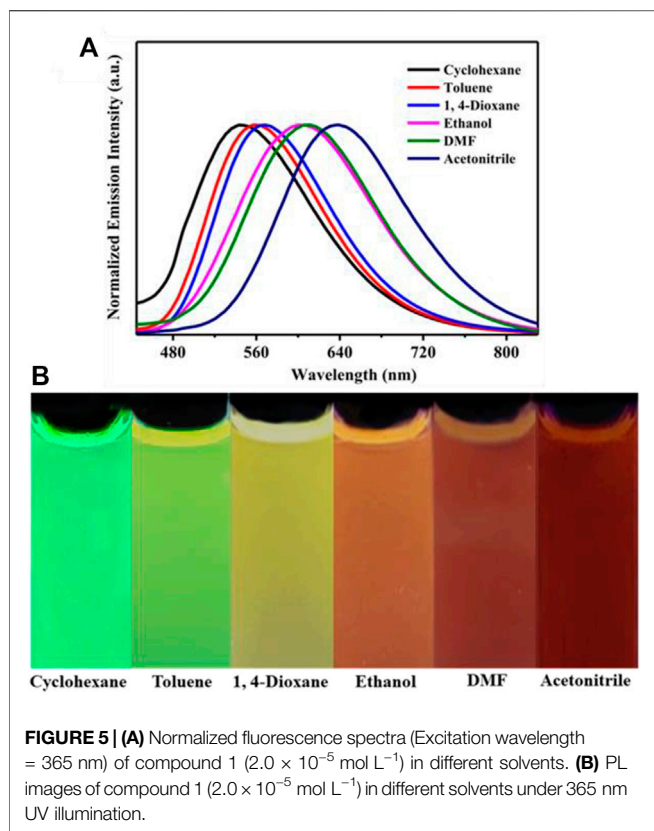 A
Normalized Emission Intensity (a.u.)
Cyclohexane
Toluene
1, 4-Dioxane
Ethanol
DMF
Acetonitrile
480 560 640 720 800
Wavelength (nm)
B
Cyclohexane Toluene 1, 4-Dioxane Ethanol DMF Acetonitrile
FIGURE 5 | (A) Normalized fluorescence spectra (Excitation wavelength
= 365 nm) of compound 1 (2.0 × 10⁻⁵ mol L⁻¹) in different solvents. (B) PL
images of compound 1 (2.0 × 10⁻⁵ mol L⁻¹) in different solvents under 365 nm
UV illumination.